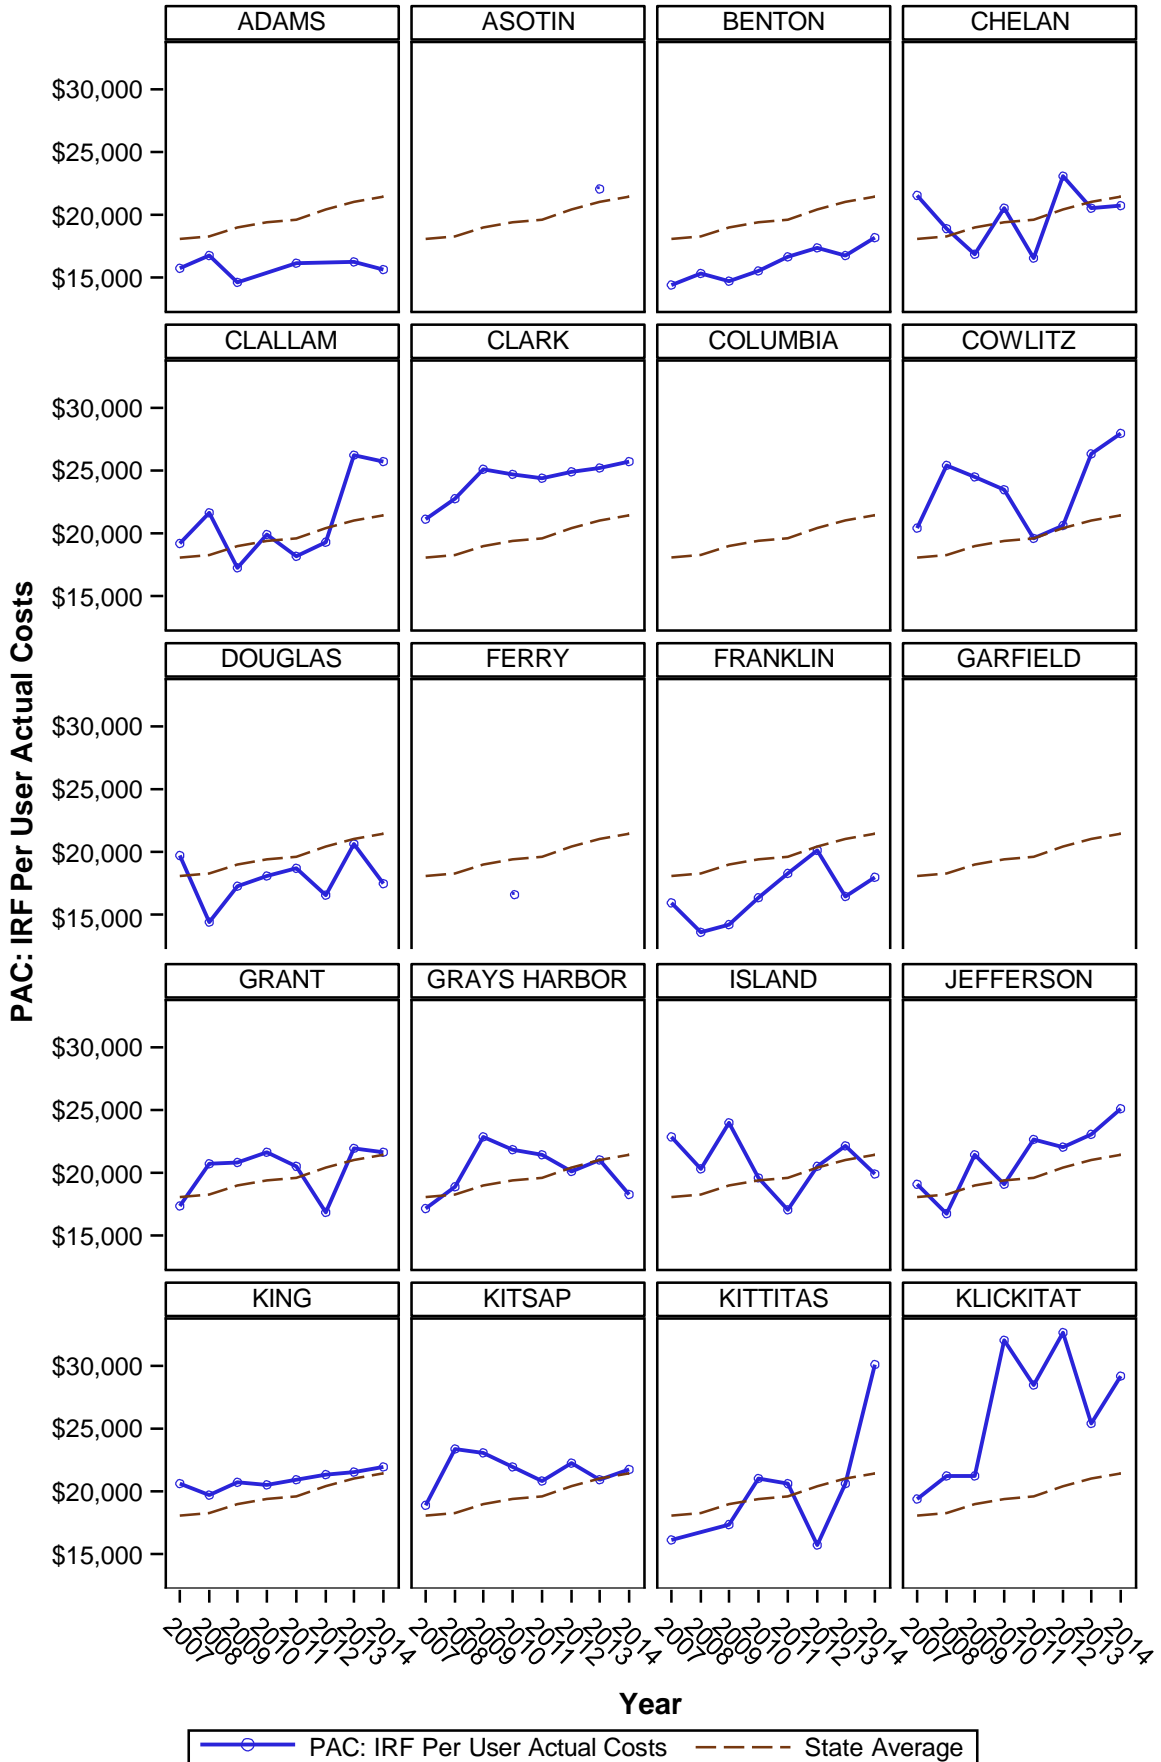 ADAMS ASOTIN BENTON CHELAN
$30,000
$25,000
$20,000
$15,000
CLALLAM CLARK COLUMBIA COWLITZ
$30,000
$25,000
$20,000
$15,000
DOUGLAS FERRY FRANKLIN GARFIELD
$30,000
$25,000
$20,000
$15,000
GRANT GRAYS HARBOR ISLAND JEFFERSON
$30,000
$25,000
$20,000
$15,000
KING KITSAP KITTITAS KLICKITAT
$30,000
$25,000
$20,000
$15,000
PAC: IRF Per User Actual Costs
2007 2008 2009 2010 2011 2012 2013 2014 2007 2008 2009 2010 2011 2012 2013 2014 2007 2008 2009 2010 2011 2012 2013 2014 2007 2008 2009 2010 2011 2012 2013 2014
Year
PAC: IRF Per User Actual Costs State Average